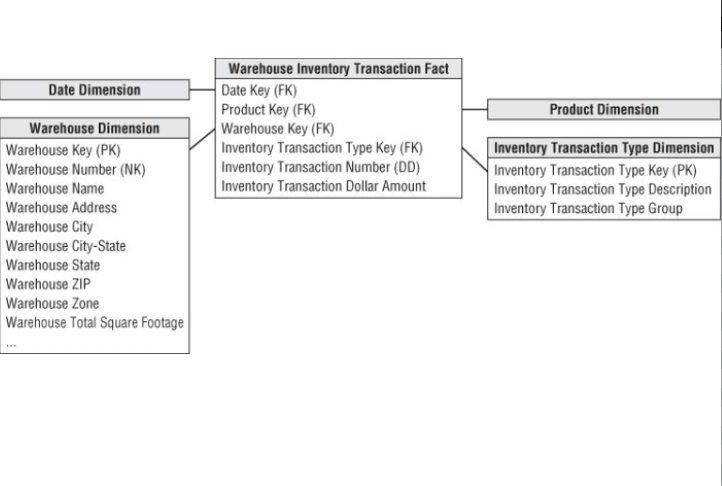 Warehouse Inventory Transaction Fact
Date Key (FK)
Product Key (FK)
Warehouse Key (FK)
Inventory Transaction Type Key (FK)
Inventory Transaction Number (DD)
Inventory Transaction Dollar Amount
Date Dimension
Warehouse Dimension
Warehouse Key (PK)
Warehouse Number (NK)
Warehouse Name
Warehouse Address
Warehouse City
Warehouse City-State
Warehouse State
Warehouse ZIP
Warehouse Zone
Warehouse Total Square Footage
...
Product Dimension
Inventory Transaction Type Dimension
Inventory Transaction Type Key (PK)
Inventory Transaction Type Description
Inventory Transaction Type Group